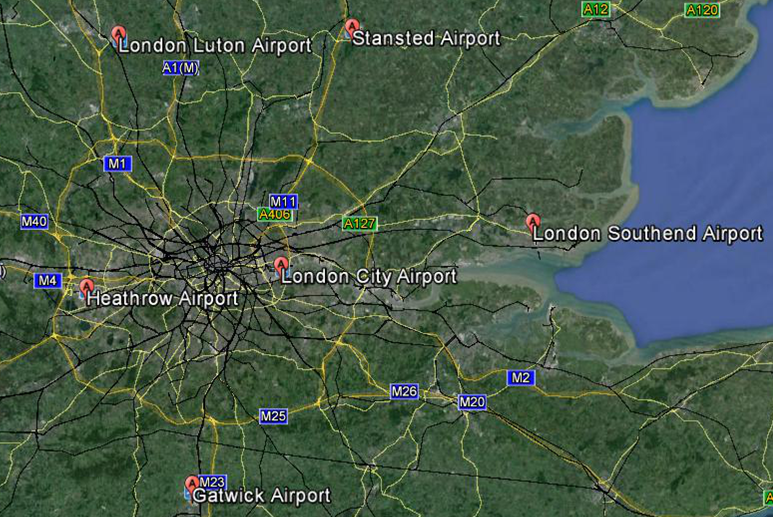 A12
A120
London Luton Airport
Stansted Airport
A1(M)
M1
M11
A406
M40
A127
London Southend Airport
London City Airport
M4
Heathrow Airport
M2
M26
M20
M25
M23
Gatwick Airport